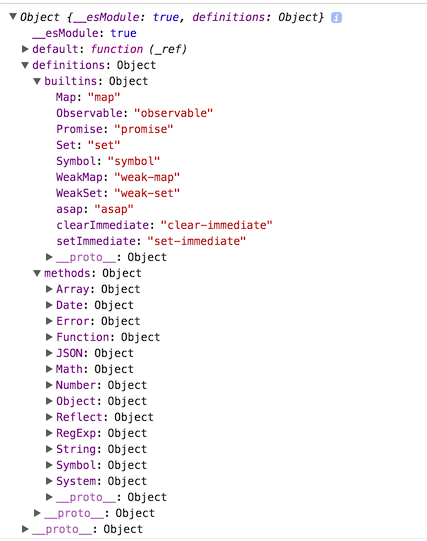 ▼Object {__esModule: true, definitions: Object} i
__esModule: true
▶default: function (_ref)
▼definitions: Object
▼builtins: Object
Map: "map"
Observable: "observable"
Promise: "promise"
Set: "set"
Symbol: "symbol"
WeakMap: "weak-map"
WeakSet: "weak-set"
asap: "asap"
clearImmediate: "clear-immediate"
setImmediate: "set-immediate"
▶__proto__: Object
▼methods: Object
▶Array: Object
▶Date: Object
▶Error: Object
▶Function: Object
▶JSON: Object
▶Math: Object
▶Number: Object
▶Object: Object
▶Reflect: Object
▶RegExp: Object
▶String: Object
▶Symbol: Object
▶System: Object
▶__proto__: Object
▶__proto__: Object
▶__proto__: Object